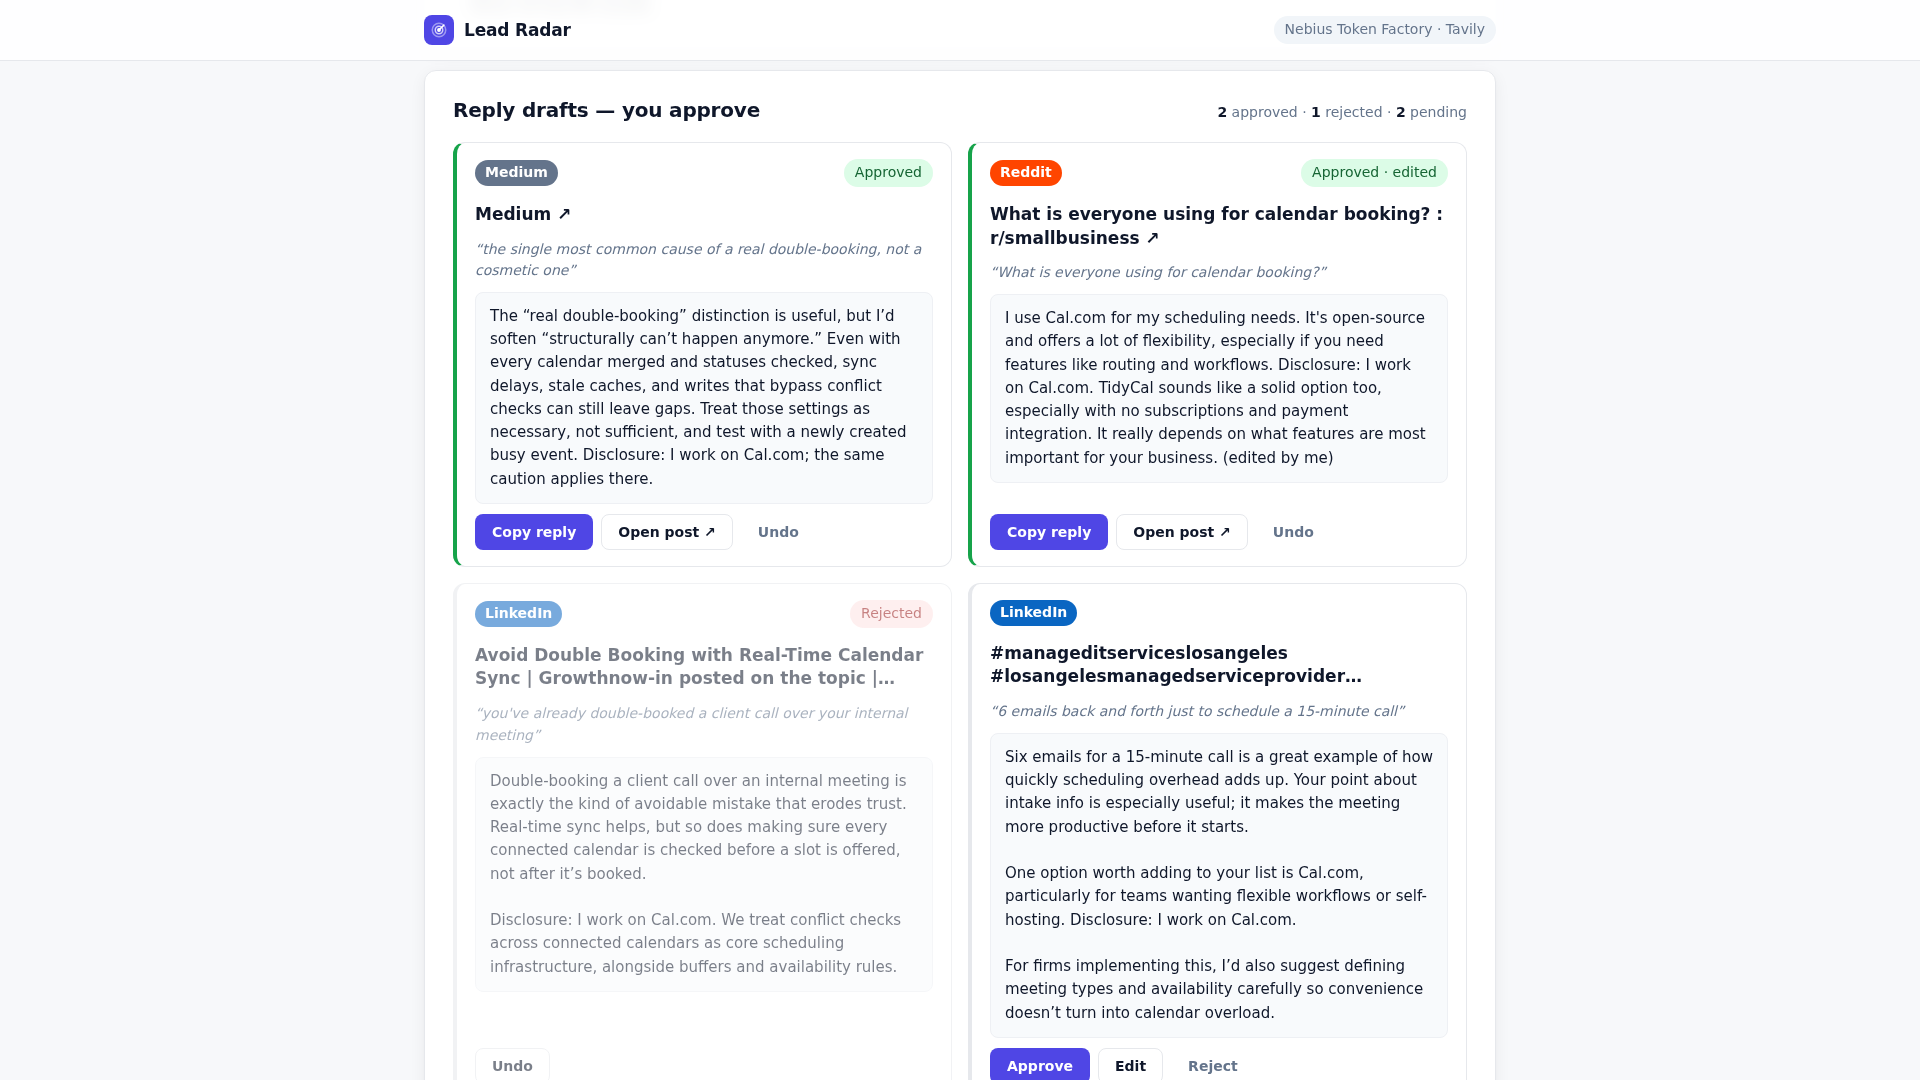 Lead Radar
Nebius Token Factory · Tavily
Reply drafts — you approve
2 approved · 1 rejected · 2 pending
Medium
Approved
Medium ↗
“the single most common cause of a real double-booking, not a
cosmetic one”
The “real double-booking” distinction is useful, but I’d
soften “structurally can’t happen anymore.” Even with
every calendar merged and statuses checked, sync
delays, stale caches, and writes that bypass conflict
checks can still leave gaps. Treat those settings as
necessary, not sufficient, and test with a newly created
busy event. Disclosure: I work on Cal.com; the same
caution applies there.
Copy reply
Open post ↗
Undo
Reddit
Approved · edited
What is everyone using for calendar booking? :
r/smallbusiness ↗
“What is everyone using for calendar booking?”
I use Cal.com for my scheduling needs. It's open-source
and offers a lot of flexibility, especially if you need
features like routing and workflows. Disclosure: I work
on Cal.com. TidyCal sounds like a solid option too,
especially with no subscriptions and payment
integration. It really depends on what features are most
important for your business. (edited by me)
Copy reply
Open post ↗
Undo
LinkedIn
Rejected
Avoid Double Booking with Real-Time Calendar
Sync | Growthnow-in posted on the topic |…
“you've already double-booked a client call over your internal
meeting”
Double-booking a client call over an internal meeting is
exactly the kind of avoidable mistake that erodes trust.
Real-time sync helps, but so does making sure every
connected calendar is checked before a slot is offered,
not after it’s booked.
Disclosure: I work on Cal.com. We treat conflict checks
across connected calendars as core scheduling
infrastructure, alongside buffers and availability rules.
Undo
LinkedIn
#manageditserviceslosangeles
#losangelesmanagedserviceprovider…
“6 emails back and forth just to schedule a 15-minute call”
Six emails for a 15-minute call is a great example of how
quickly scheduling overhead adds up. Your point about
intake info is especially useful; it makes the meeting
more productive before it starts.
One option worth adding to your list is Cal.com,
particularly for teams wanting flexible workflows or self-
hosting. Disclosure: I work on Cal.com.
For firms implementing this, I’d also suggest defining
meeting types and availability carefully so convenience
doesn’t turn into calendar overload.
Approve
Edit
Reject